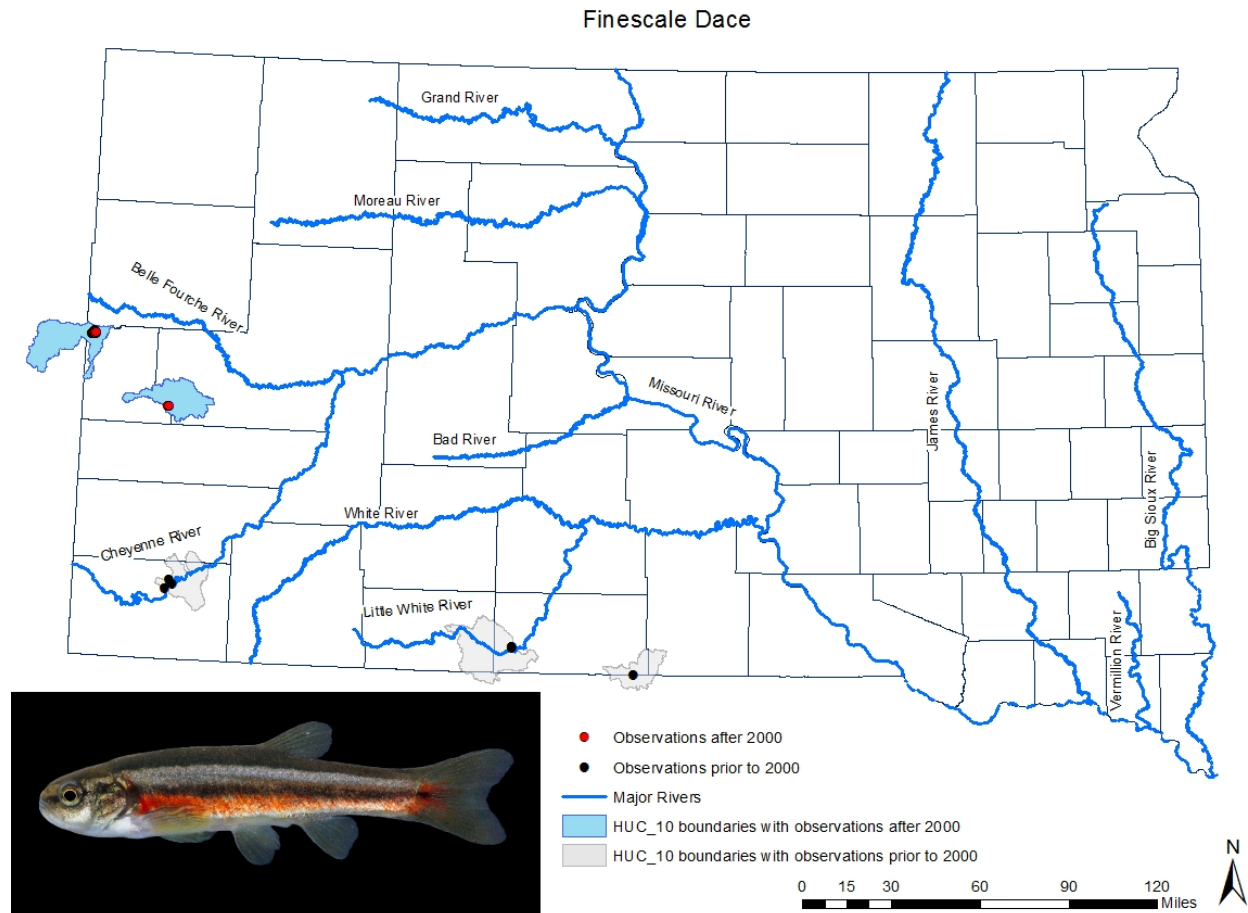 Finescale Dace
Grand River
Moreau River
Belle Fourche River
Missouri River
James River
Bad River
Big Sioux River
White River
Cheyenne River
Little White River
Vermillion River
Observations after 2000
Observations prior to 2000
Major Rivers
HUC_10 boundaries with observations after 2000
HUC_10 boundaries with observations prior to 2000
N
0 15 30 60 90 120
Miles